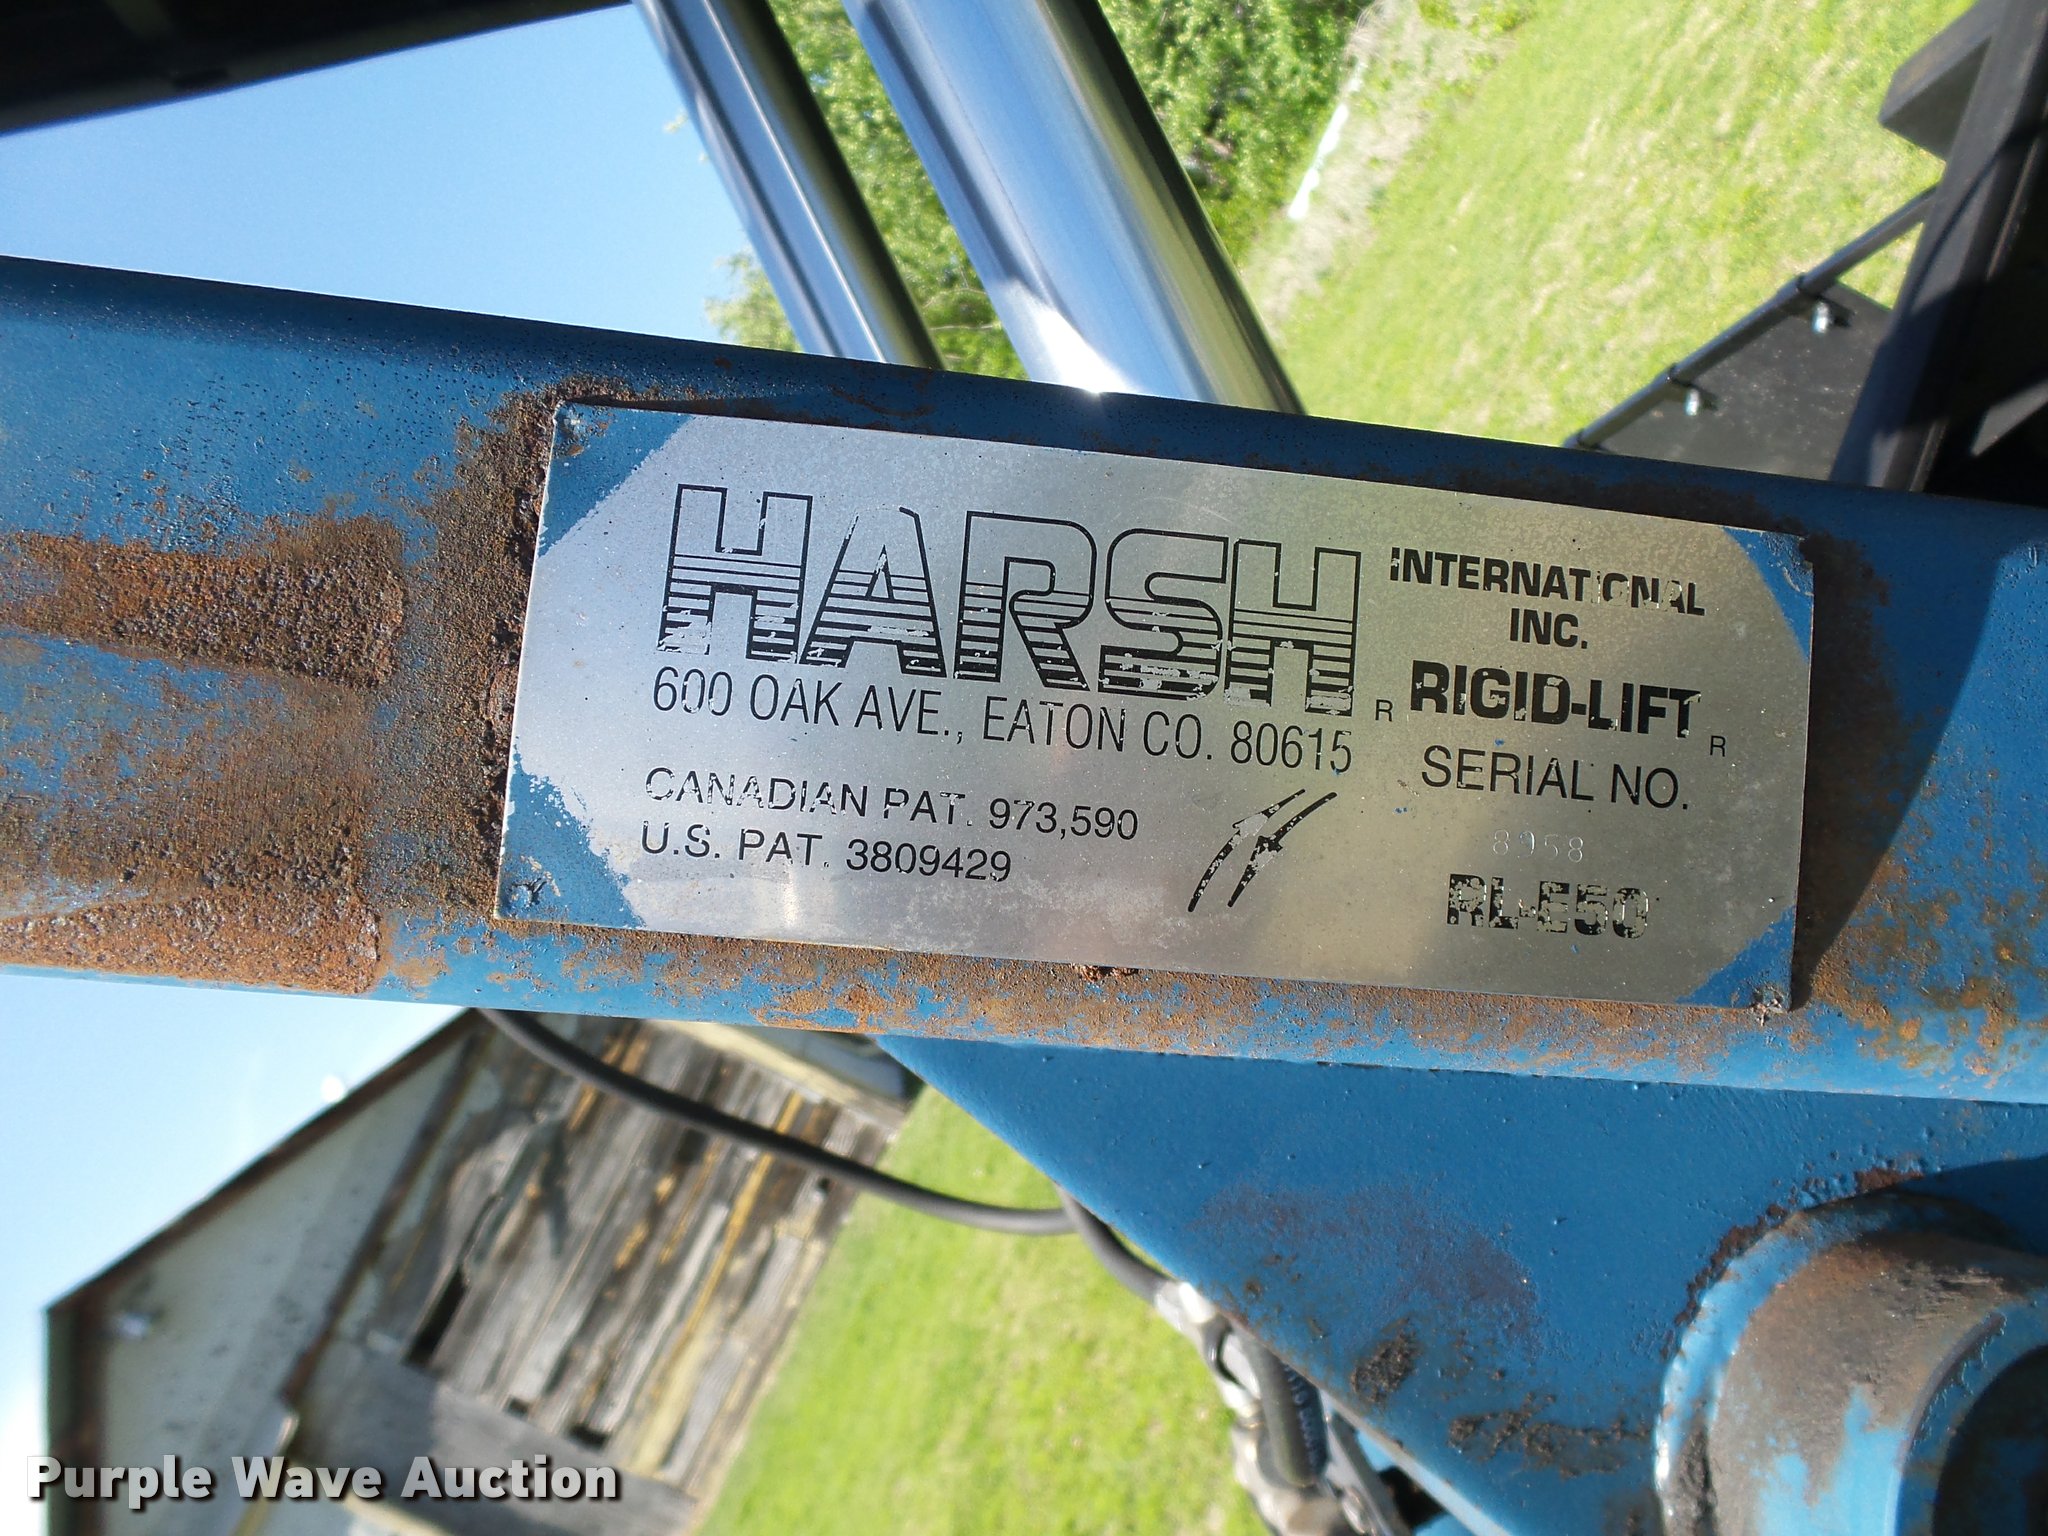 HARSH
INTERNATIONAL
INC.
600 OAK AVE., EATON CO. 80615 R
RIGID-LIFT R
CANADIAN PAT. 973,590
U.S. PAT. 3809429
SERIAL NO.
8958
RL-E50
Purple Wave Auction